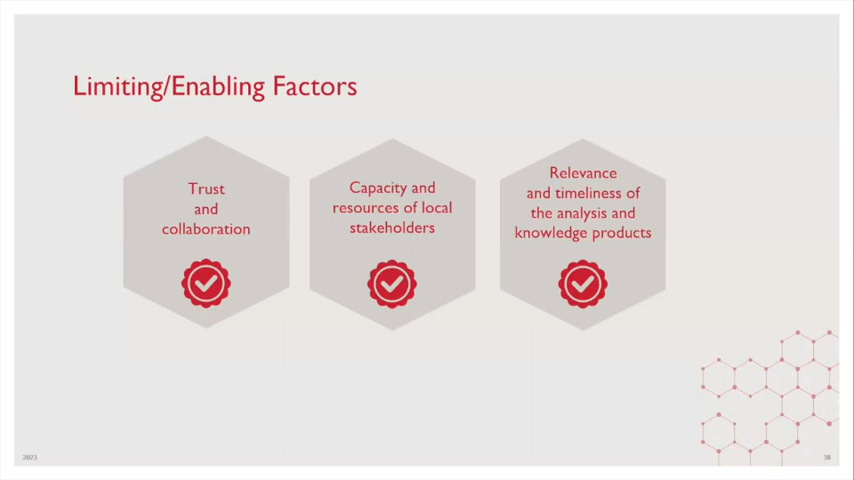 Limiting/Enabling Factors
Trust
and
collaboration
Capacity and
resources of local
stakeholders
Relevance
and timeliness of
the analysis and
knowledge products
2023
38